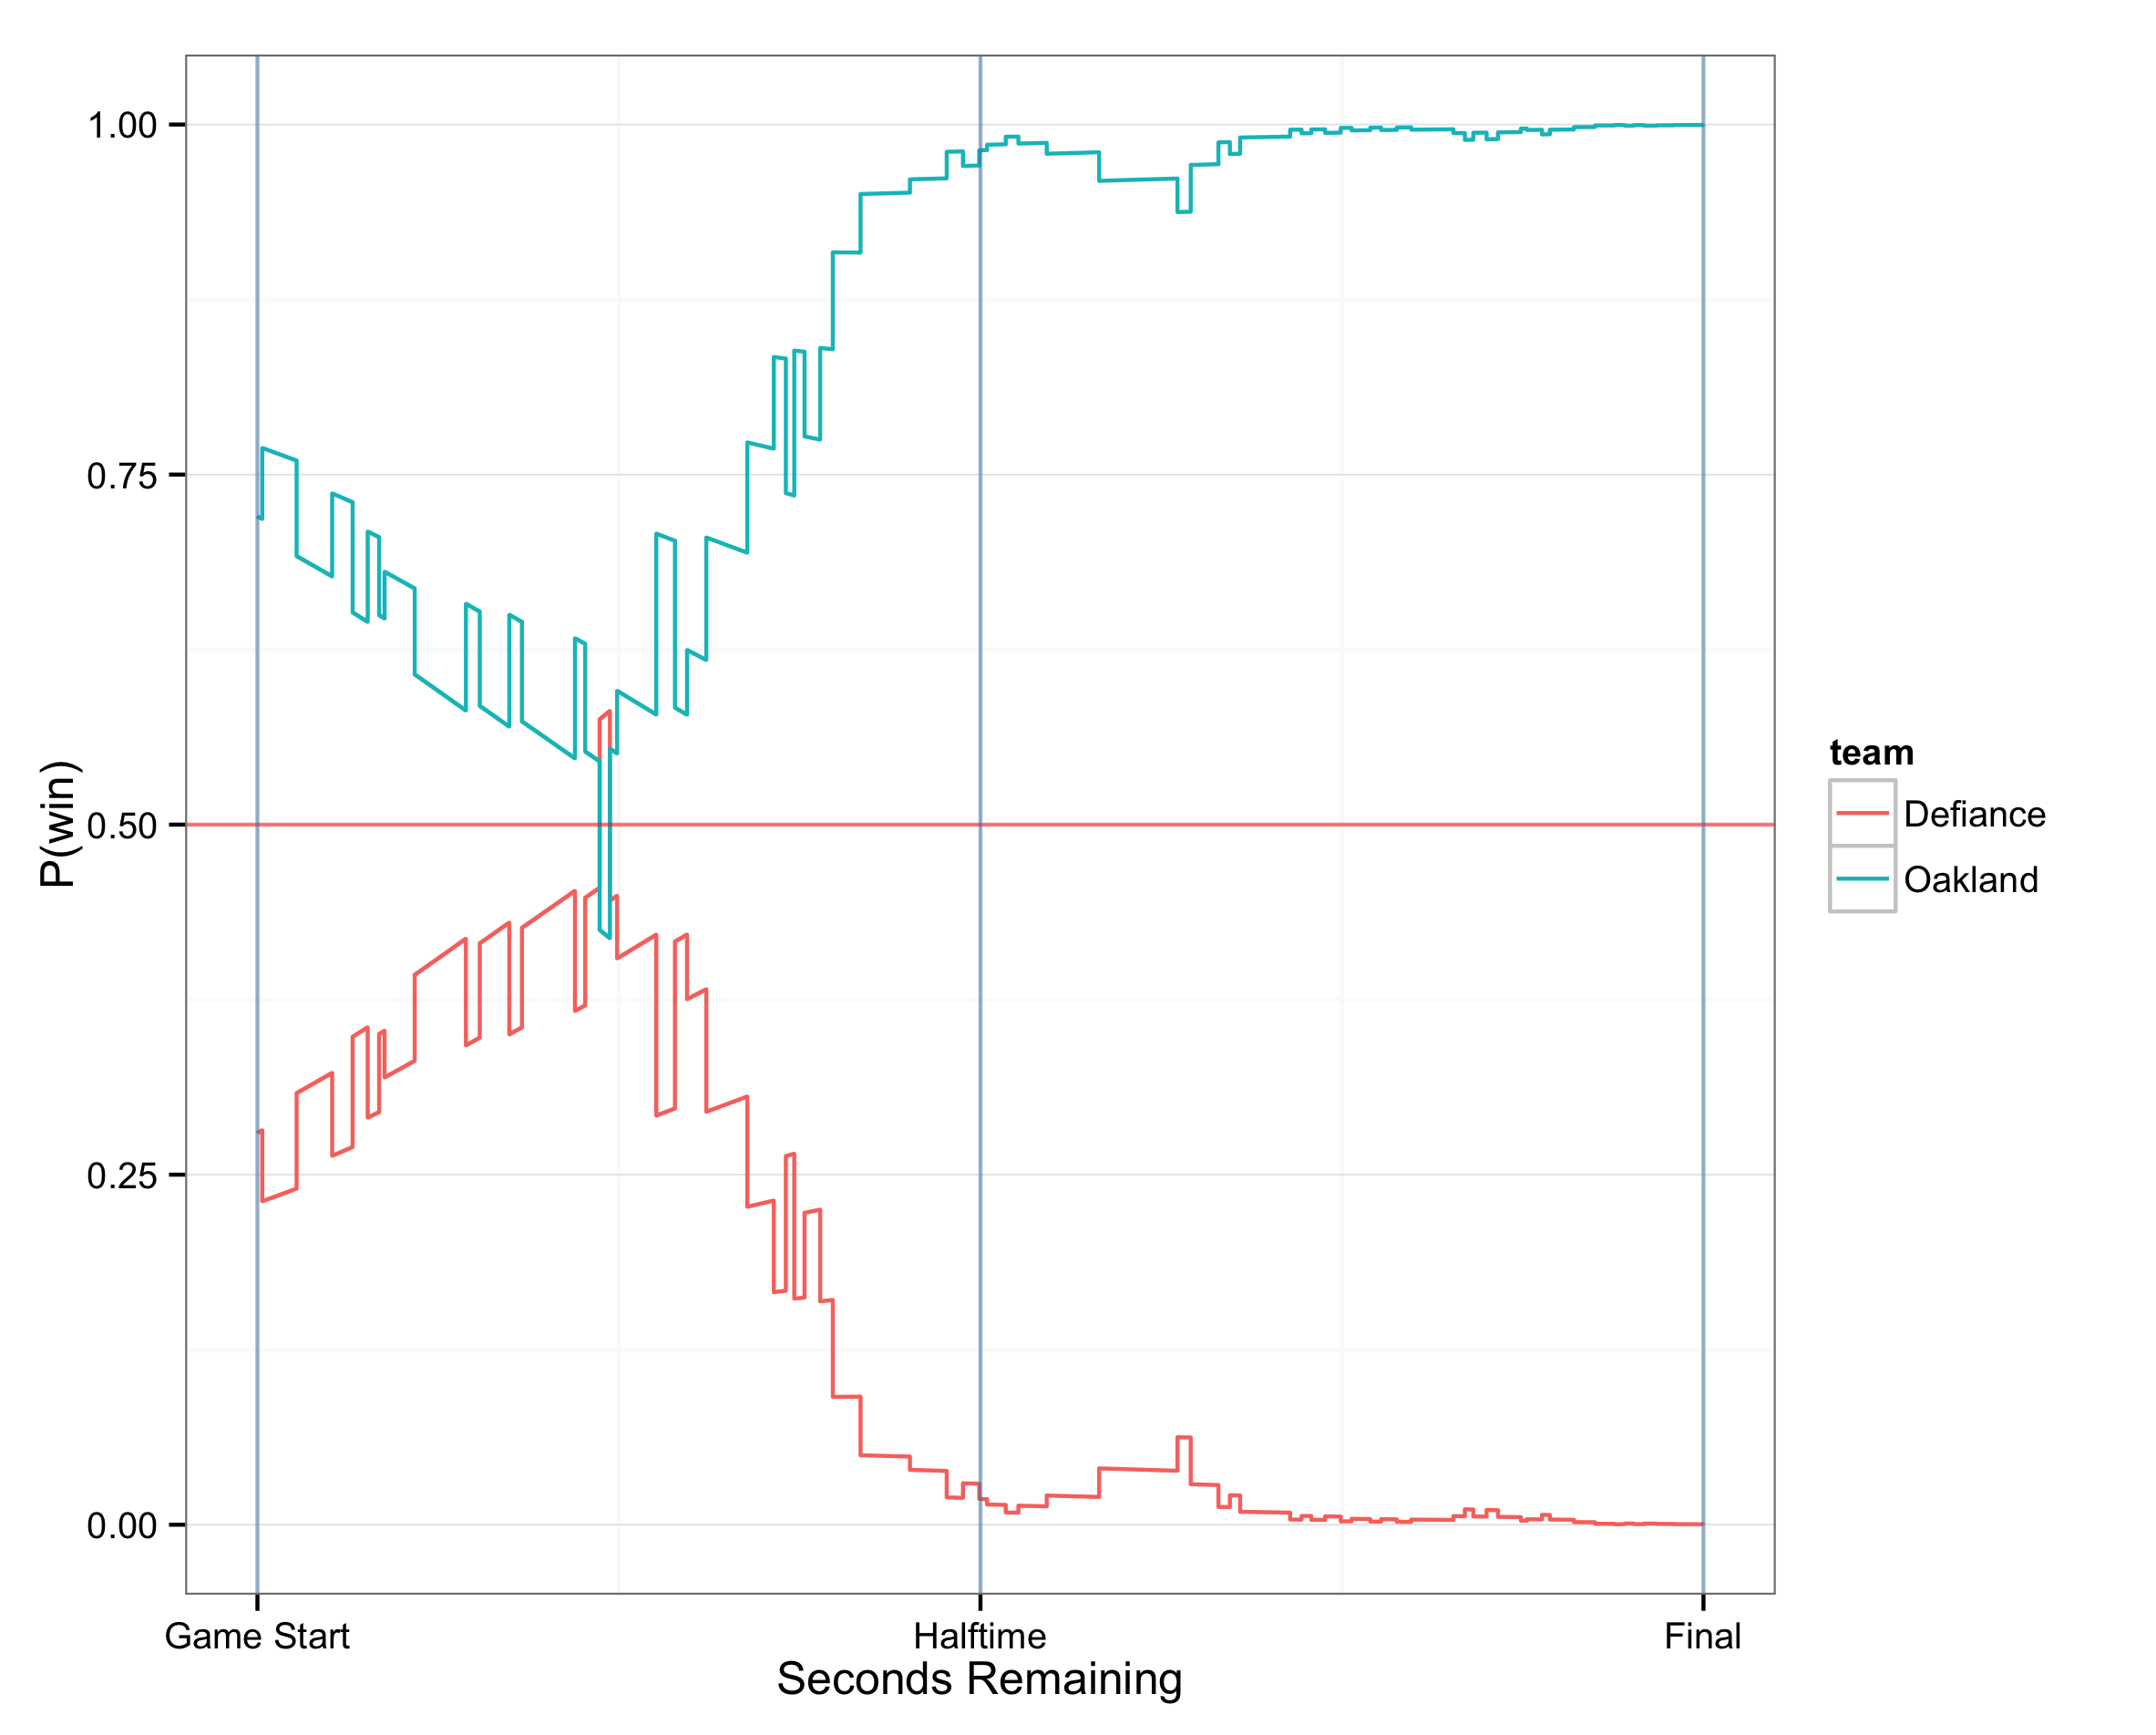 1.00
0.75
0.50
0.25
0.00
P(win)
Game Start
Halftime
Final
Seconds Remaining
team
Defiance
Oakland